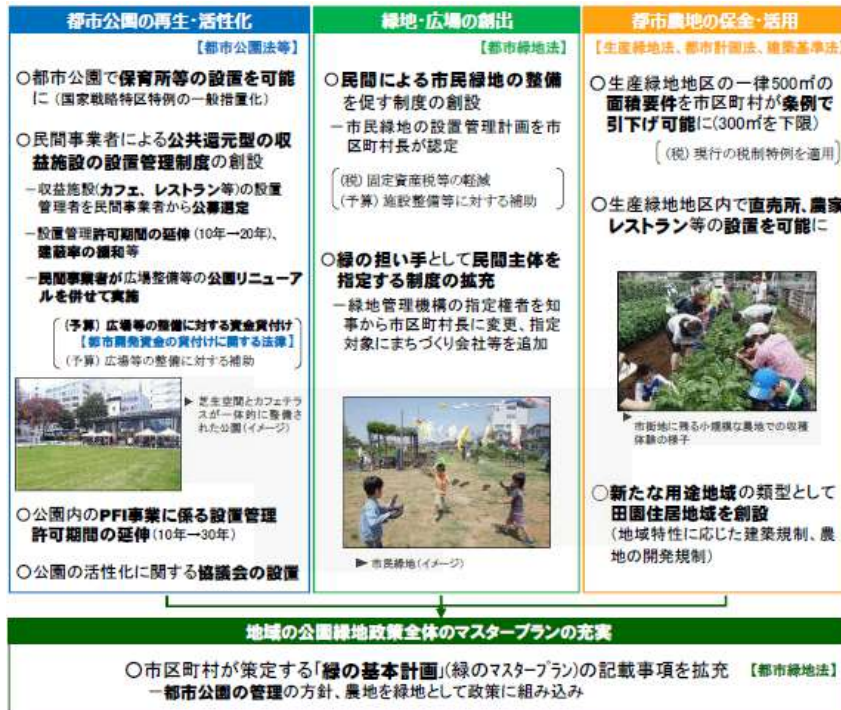 都市公園の再生・活性化
【都市公園法等】
○都市公園で保育所等の設置を可能
に（国家戦略特区特例の一般措置化）
○民間事業者による公共還元型の収
益施設の設置管理制度の創設
－収益施設(カフェ、レストラン等)の設置
管理者を民間事業者から公募選定
－設置管理許可期間の延伸（10年→20年）、
建蔽率の緩和等
－民間事業者が広場整備等の公園リニューア
ルを併せて実施
（予算）広場等の整備に対する資金貸付け
【都市開発資金の貸付けに関する法律】
（予算）広場等の整備に対する補助
▶ 芝生空間とカフェテラ
スが一体的に整備さ
れた公園(イメージ)
○公園内のPFI事業に係る設置管理
許可期間の延伸（10年→30年）
○公園の活性化に関する協議会の設置
緑地・広場の創出
【都市緑地法】
○民間による市民緑地の整備
を促す制度の創設
－市民緑地の設置管理計画を市
区町村長が認定
（税）固定資産税等の軽減
（予算）施設整備等に対する補助
○緑の担い手として民間主体を
指定する制度の拡充
－緑地管理機構の指定権者を知
事から市区町村長に変更、指定
対象にまちづくり会社等を追加
▶ 市民緑地(イメージ)
都市農地の保全・活用
【生産緑地法、都市計画法、建築基準法】
○生産緑地地区の一律500㎡の
面積要件を市区町村が条例で
引下げ可能に(300㎡を下限)
（税）現行の税制特例を適用
○生産緑地地区内で直売所、農家
レストラン等の設置を可能に
▶ 市街地に残る小規模な農地での収穫
体験の様子
○新たな用途地域の類型として
田園住居地域を創設
（地域特性に応じた建築規制、農
地の開発規制）
地域の公園緑地政策全体のマスタープランの充実
○市区町村が策定する「緑の基本計画」(緑のマスタープラン)の記載事項を拡充 【都市緑地法】
－都市公園の管理の方針、農地を緑地として政策に組み込み